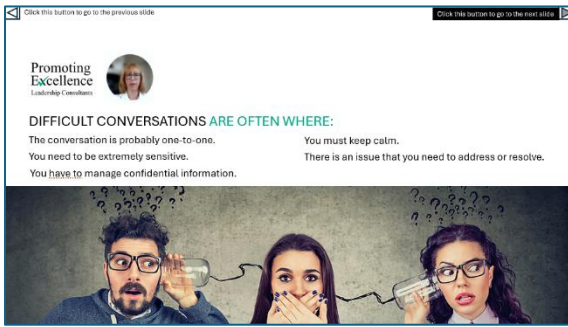 Click this button to go to the previous slide
Click this button to go to the next slide
Promoting
Excellence
Leadership Consultants
DIFFICULT CONVERSATIONS ARE OFTEN WHERE:
The conversation is probably one-to-one.
You need to be extremely sensitive.
You have to manage confidential information.
You must keep calm.
There is an issue that you need to address or resolve.